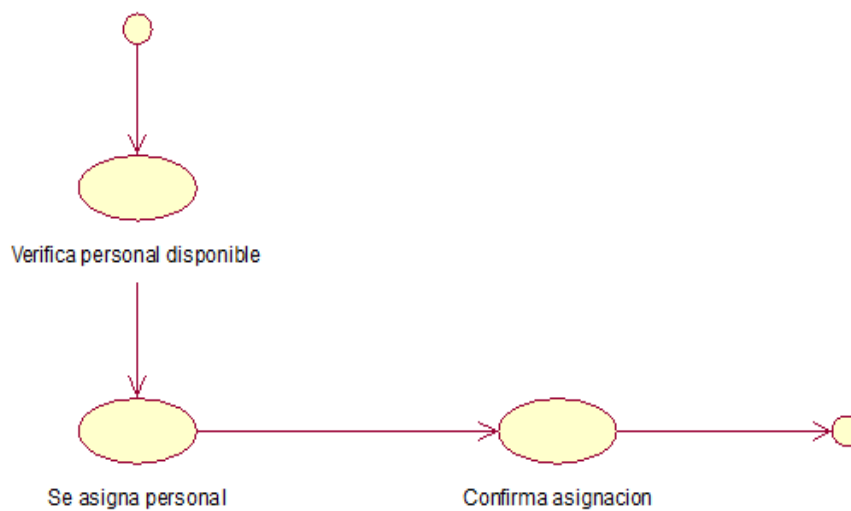 Verifica personal disponible
Se asigna personal
Confirma asignacion